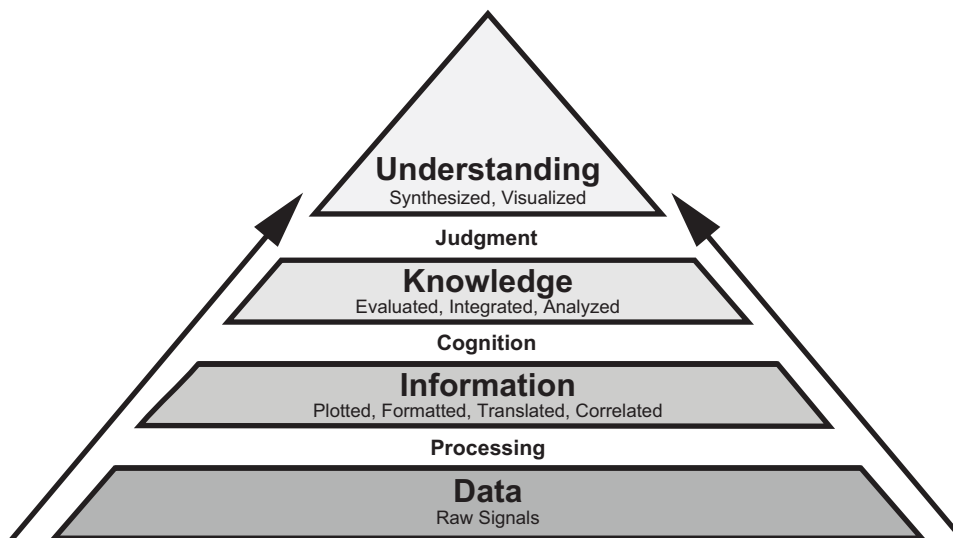 Understanding
Synthesized, Visualized
Judgment
Knowledge
Evaluated, Integrated, Analyzed
Cognition
Information
Plotted, Formatted, Translated, Correlated
Processing
Data
Raw Signals